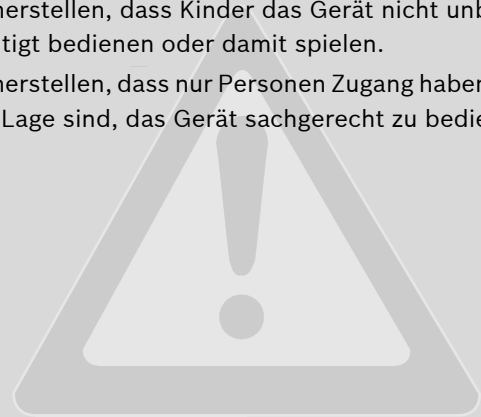 nerstellen, dass Kinder das Gerät nicht unb
tigt bedienen oder damit spielen.
nerstellen, dass nur Personen Zugang haben
Lage sind, das Gerät sachgerecht zu bedie